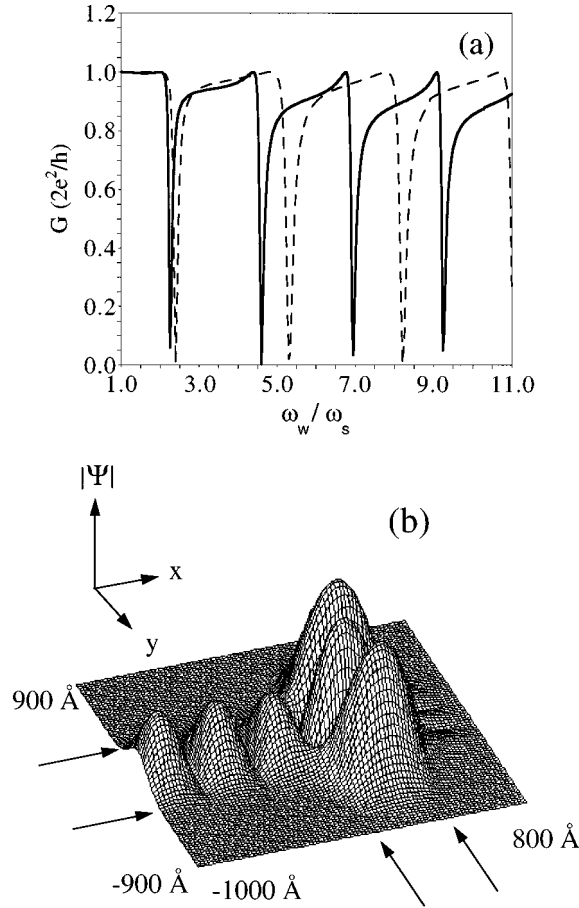 (a)
G (2e²/h)
1.2
1.0
0.8
0.6
0.4
0.2
0.0
1.0 3.0 5.0 7.0 9.0 11.0
ω_w / ω_s
(b)
|Ψ|
x
y
900 Å
-900 Å
-1000 Å
800 Å